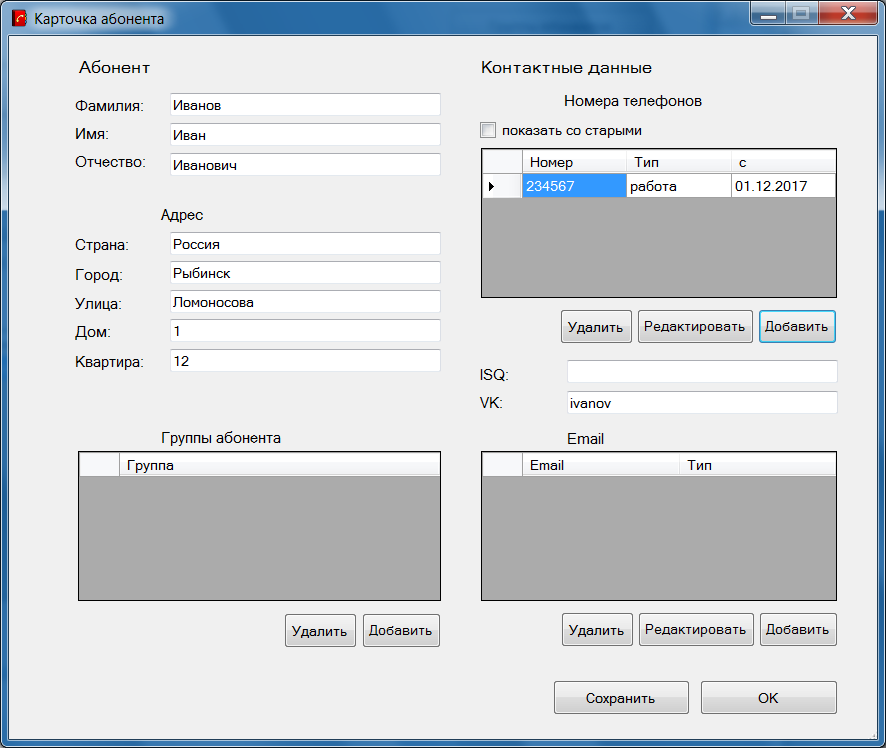 Карточка абонента
Абонент
Фамилия: Иванов
Имя: Иван
Отчество: Иванович
Адрес
Страна: Россия
Город: Рыбинск
Улица: Ломоносова
Дом: 1
Квартира: 12
Группы абонента
Группа
Удалить Добавить
Контактные данные
Номера телефонов
показать со старыми
Номер Тип с
234567 работа 01.12.2017
Удалить Редактировать Добавить
ISQ:
VK: ivanov
Email
Email Тип
Удалить Редактировать Добавить
Сохранить OK